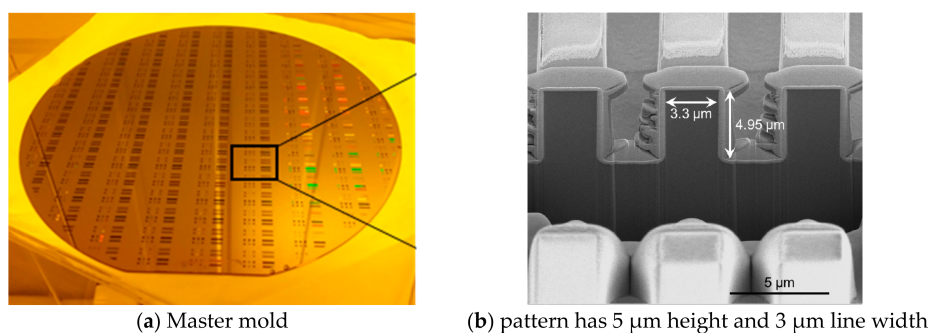 3.3 µm
4.95 µm
5 µm
(a) Master mold
(b) pattern has 5 µm height and 3 µm line width